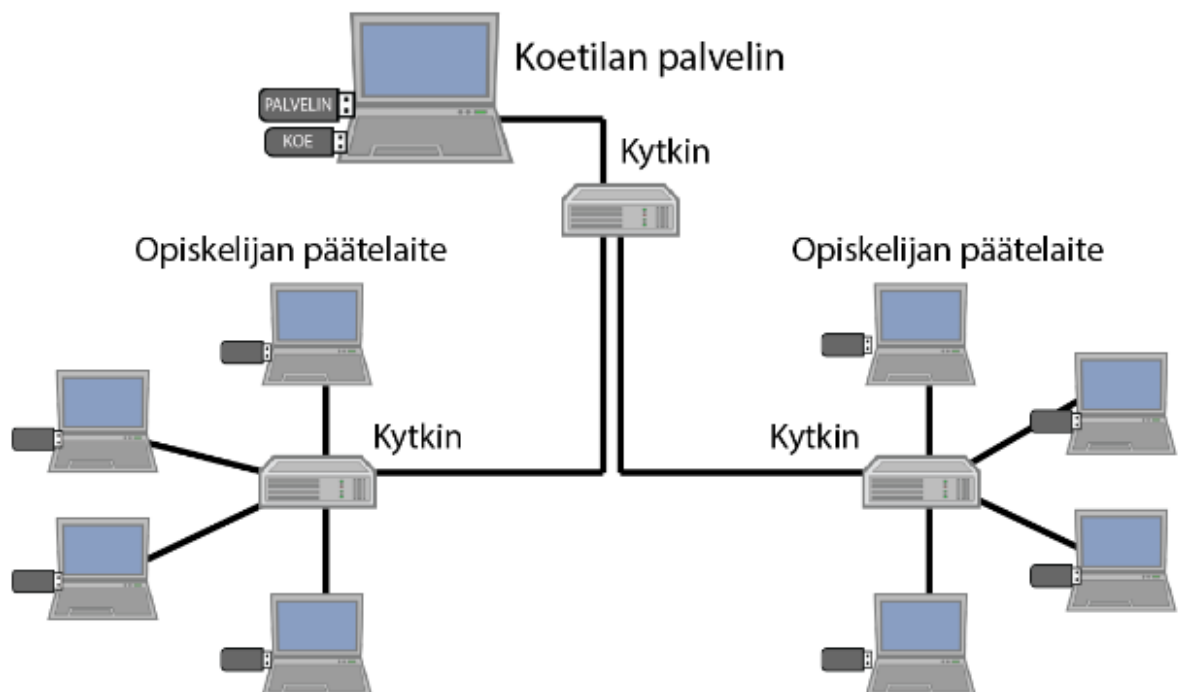 Koetilan palvelin
PALVELIN
KOE
Kytkin
Opiskelijan päätelaite
Opiskelijan päätelaite
Kytkin
Kytkin